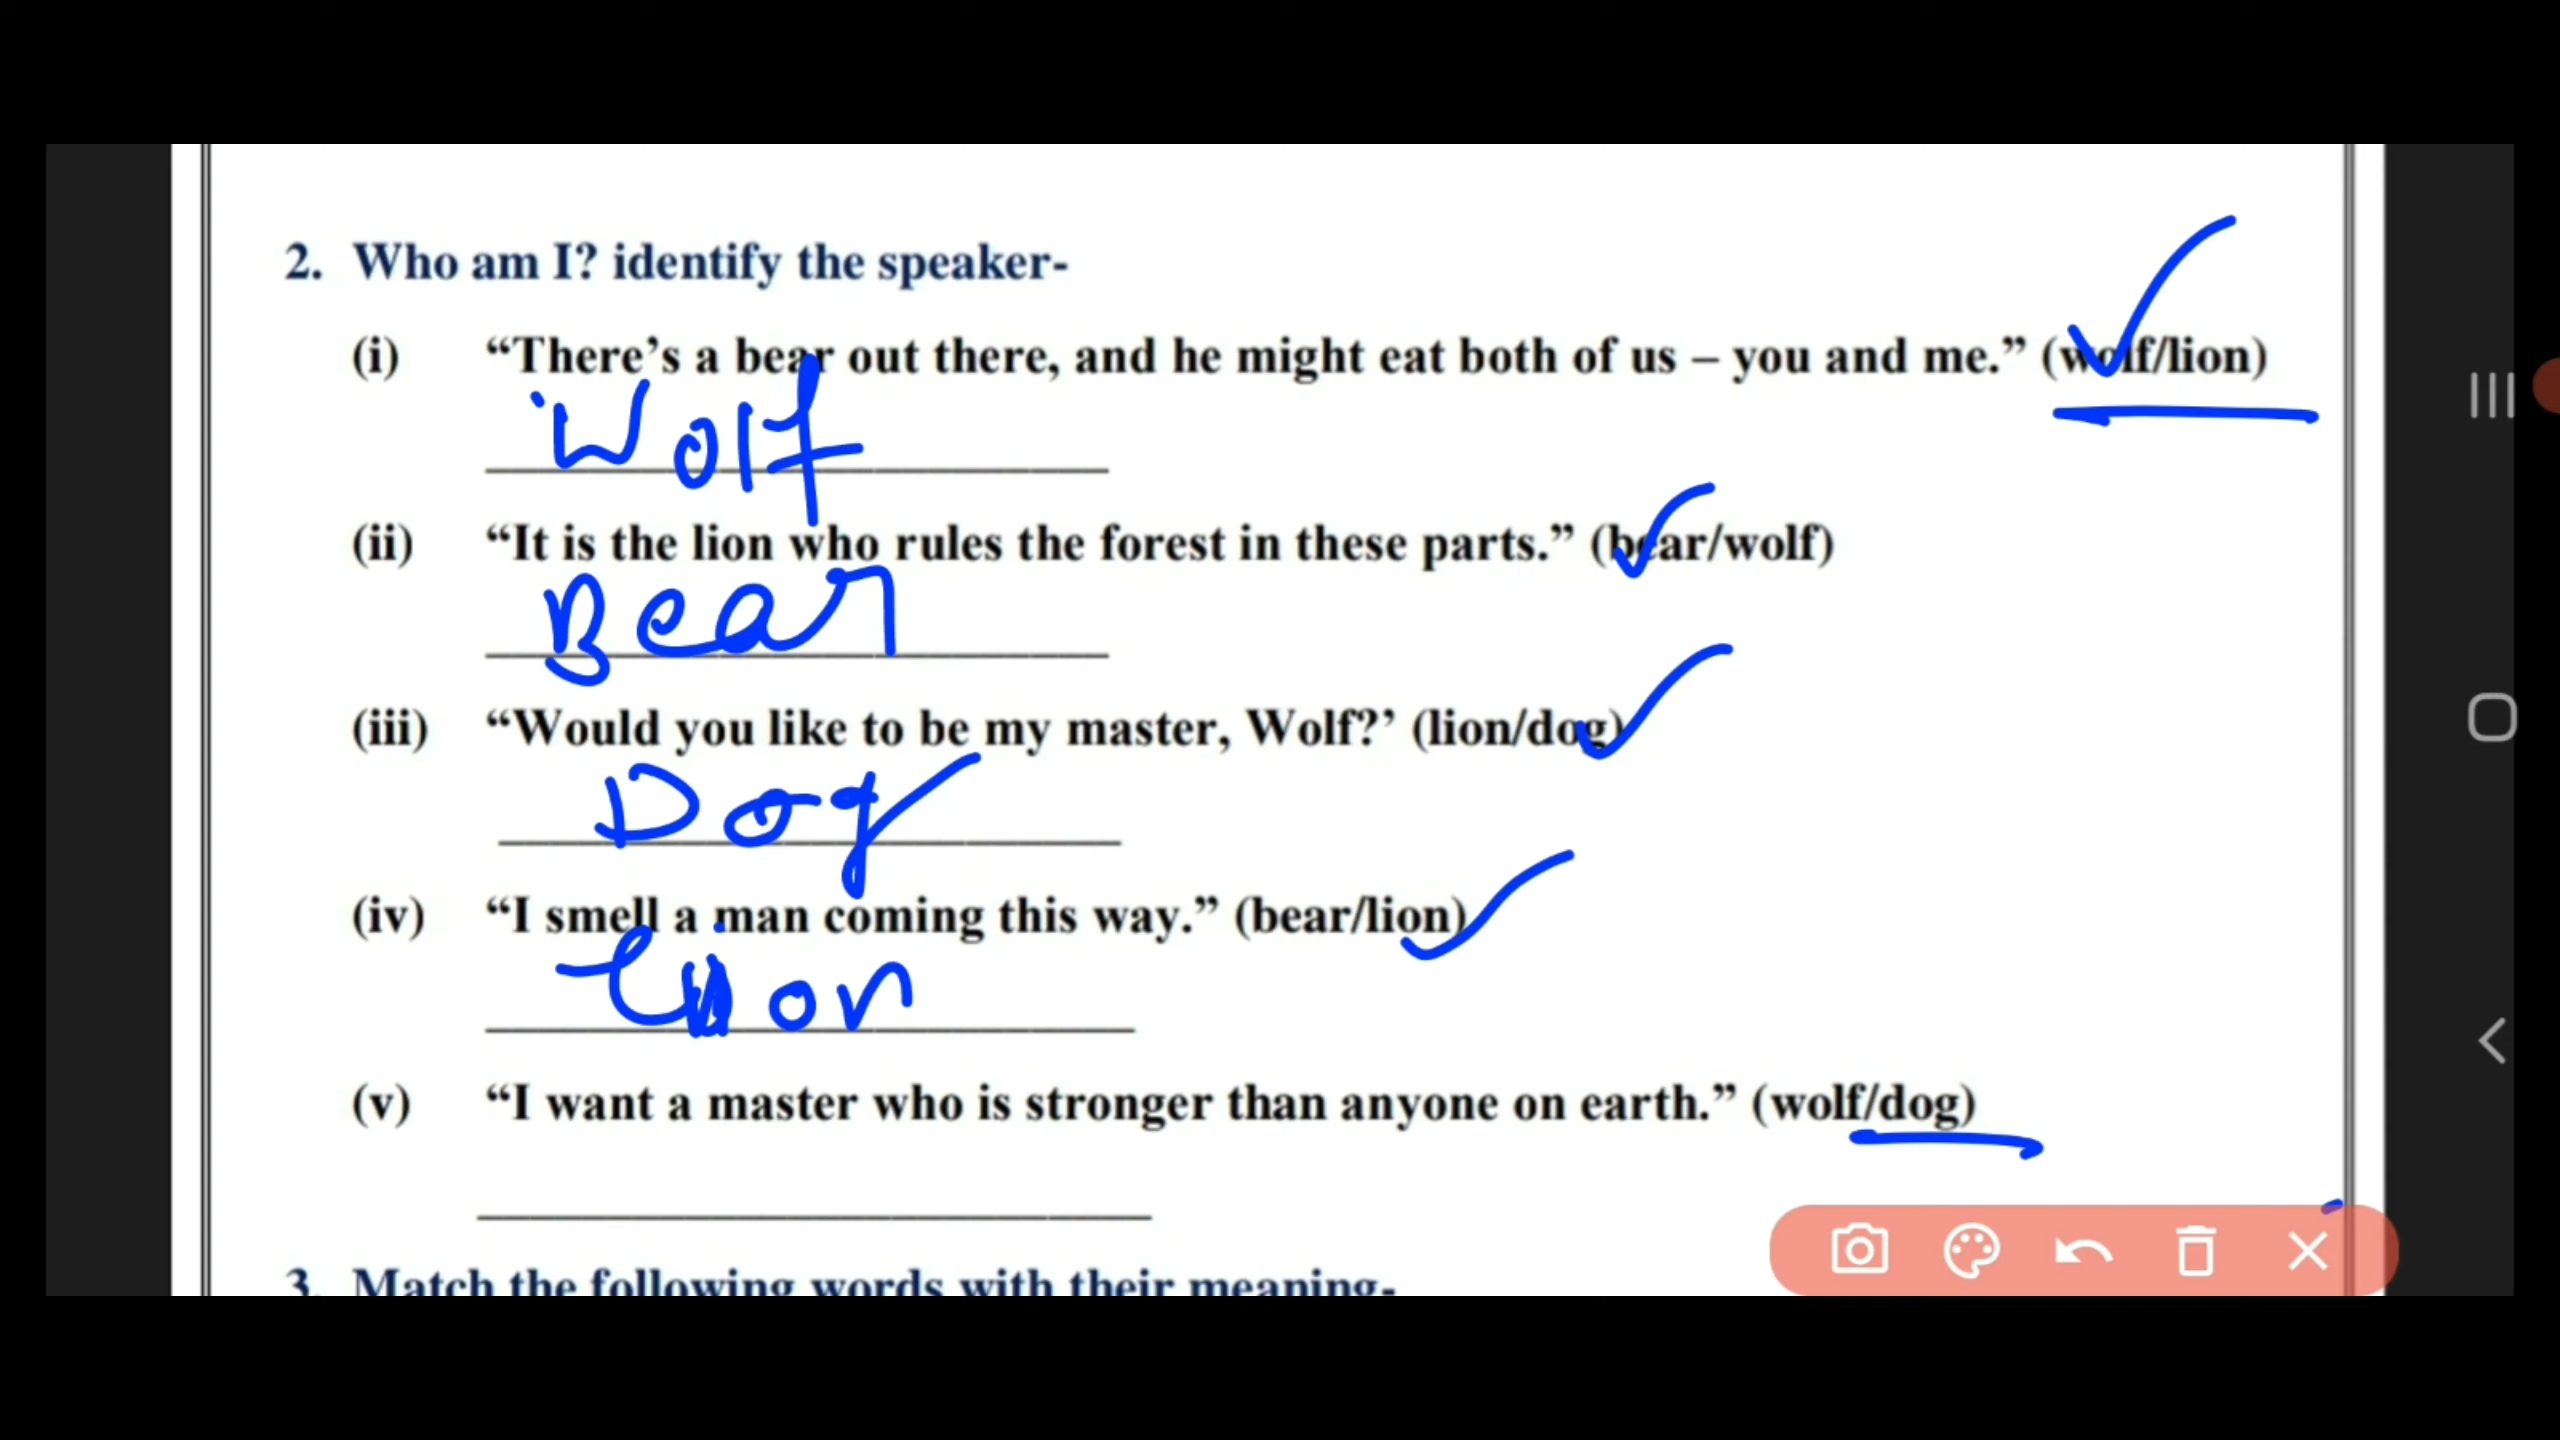 2. Who am I? identify the speaker-
(i) “There’s a bear out there, and he might eat both of us – you and me.” (wolf/lion)
Wolf
(ii) “It is the lion who rules the forest in these parts.” (bear/wolf)
Bear
(iii) “Would you like to be my master, Wolf?’ (lion/dog)
Dog
(iv) “I smell a man coming this way.” (bear/lion)
Lion
(v) “I want a master who is stronger than anyone on earth.” (wolf/dog)
3. Match the following words with their meaning-